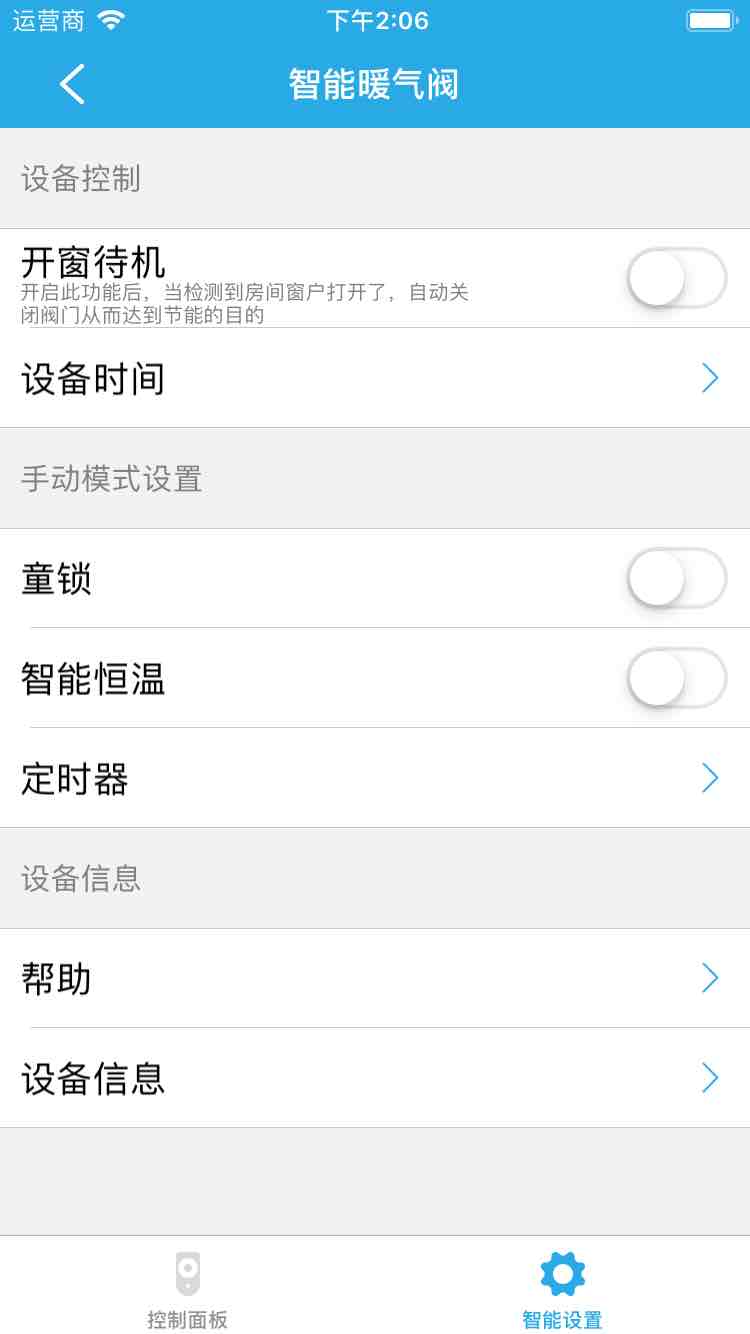 运营商
下午2:06
智能暖气阀
设备控制
开窗待机
开启此功能后，当检测到房间窗户打开了，自动关
闭阀门从而达到节能的目的
设备时间
手动模式设置
童锁
智能恒温
定时器
设备信息
帮助
设备信息
控制面板
智能设置